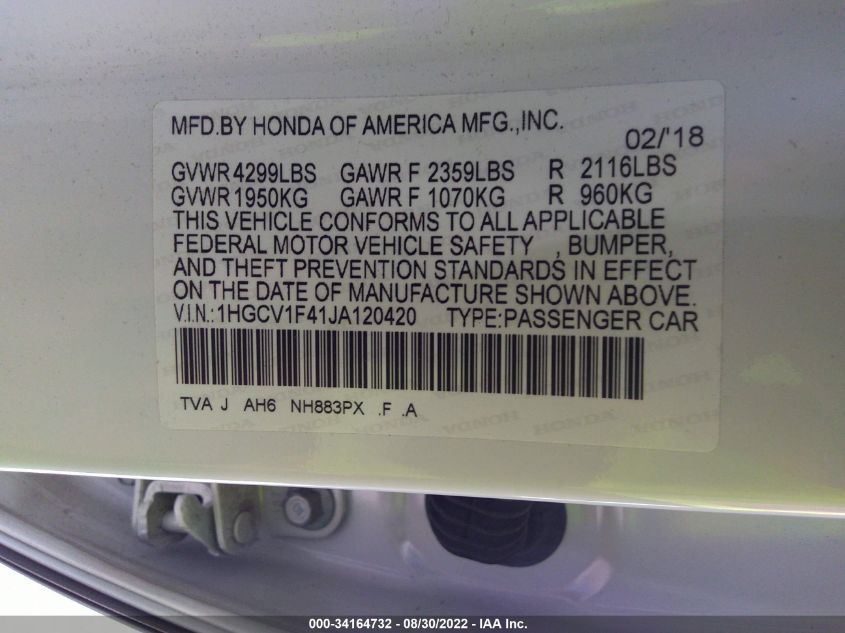 MFD.BY HONDA OF AMERICA MFG.,INC. 02/'18
GVWR 4299LBS GAWR F 2359LBS R 2116LBS
GVWR 1950KG GAWR F 1070KG R 960KG
THIS VEHICLE CONFORMS TO ALL APPLICABLE
FEDERAL MOTOR VEHICLE SAFETY , BUMPER,
AND THEFT PREVENTION STANDARDS IN EFFECT
ON THE DATE OF MANUFACTURE SHOWN ABOVE.
V.I.N.:1HGCV1F41JA120420 TYPE:PASSENGER CAR
TVA J AH6 NH883PX .F .A
000-34164732 - 08/30/2022 - IAA Inc.